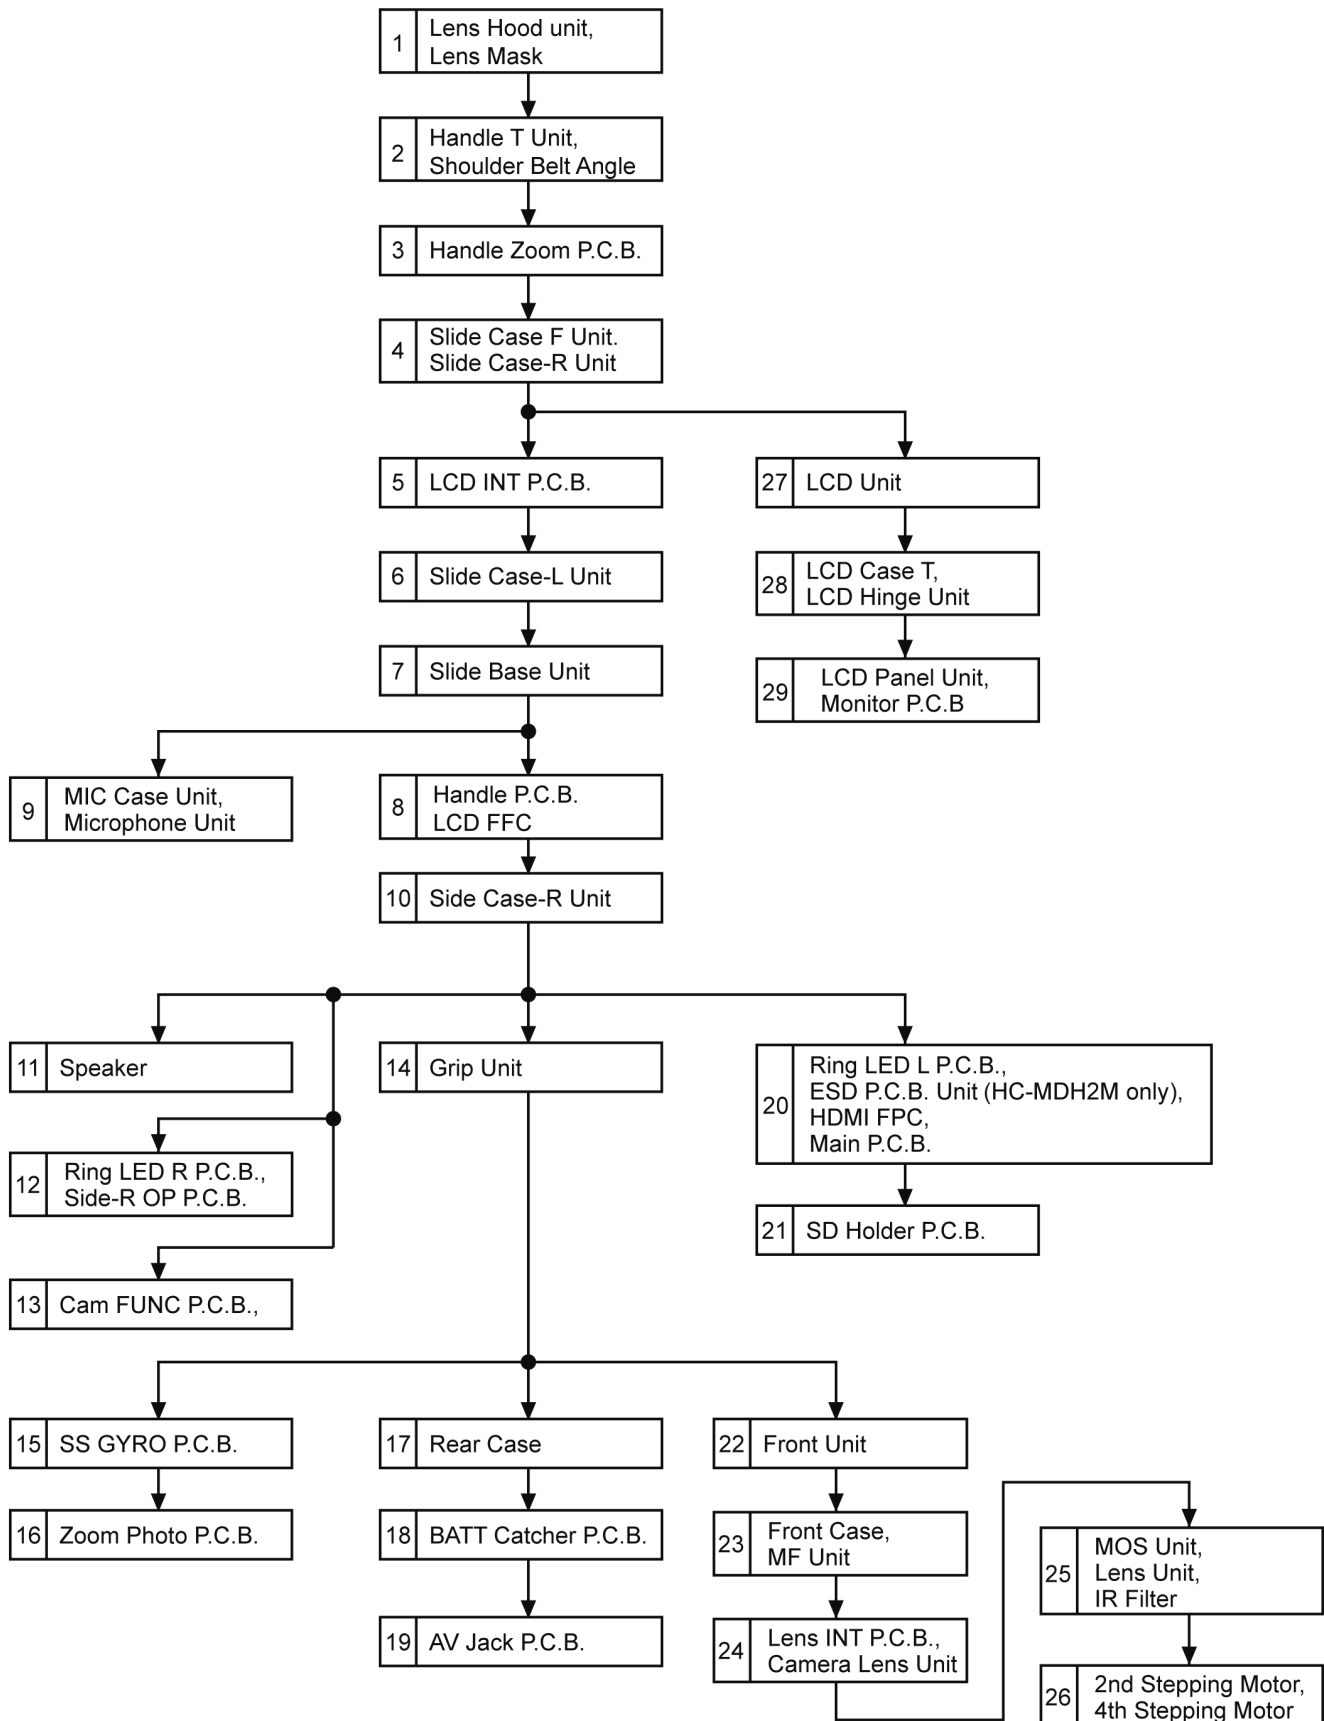 1
Lens Hood unit,
Lens Mask
2
Handle T Unit,
Shoulder Belt Angle
3
Handle Zoom P.C.B.
4
Slide Case F Unit.
Slide Case-R Unit
5
LCD INT P.C.B.
27
LCD Unit
6
Slide Case-L Unit
28
LCD Case T,
LCD Hinge Unit
7
Slide Base Unit
29
LCD Panel Unit,
Monitor P.C.B
9
MIC Case Unit,
Microphone Unit
8
Handle P.C.B.
LCD FFC
10
Side Case-R Unit
11
Speaker
14
Grip Unit
20
Ring LED L P.C.B.,
ESD P.C.B. Unit (HC-MDH2M only),
HDMI FPC,
Main P.C.B.
12
Ring LED R P.C.B.,
Side-R OP P.C.B.
21
SD Holder P.C.B.
13
Cam FUNC P.C.B.,
15
SS GYRO P.C.B.
17
Rear Case
22
Front Unit
16
Zoom Photo P.C.B.
18
BATT Catcher P.C.B.
23
Front Case,
MF Unit
25
MOS Unit,
Lens Unit,
IR Filter
19
AV Jack P.C.B.
24
Lens INT P.C.B.,
Camera Lens Unit
26
2nd Stepping Motor,
4th Stepping Motor